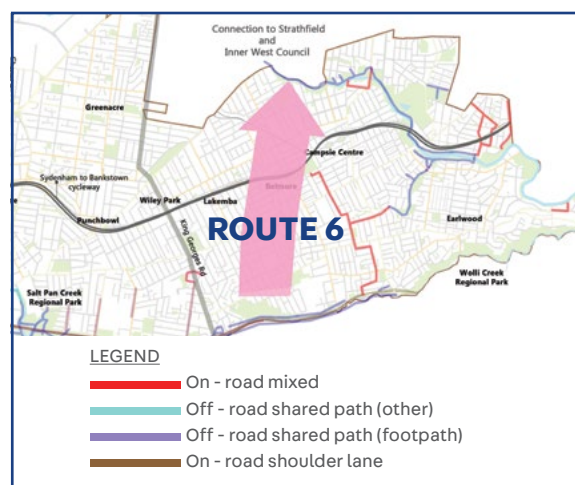 Connection to Strathfield
and
Inner West Council
Greenacre
Campsie Centre
Sydenham to Bankstown
cycleway
Wiley Park
Lakemba
Belmore
Punchbowl
ROUTE 6
Earlwood
King Georges Rd
Wolli Creek
Regional Park
Salt Pan Creek
Regional Park
LEGEND
On - road mixed
Off - road shared path (other)
Off - road shared path (footpath)
On - road shoulder lane